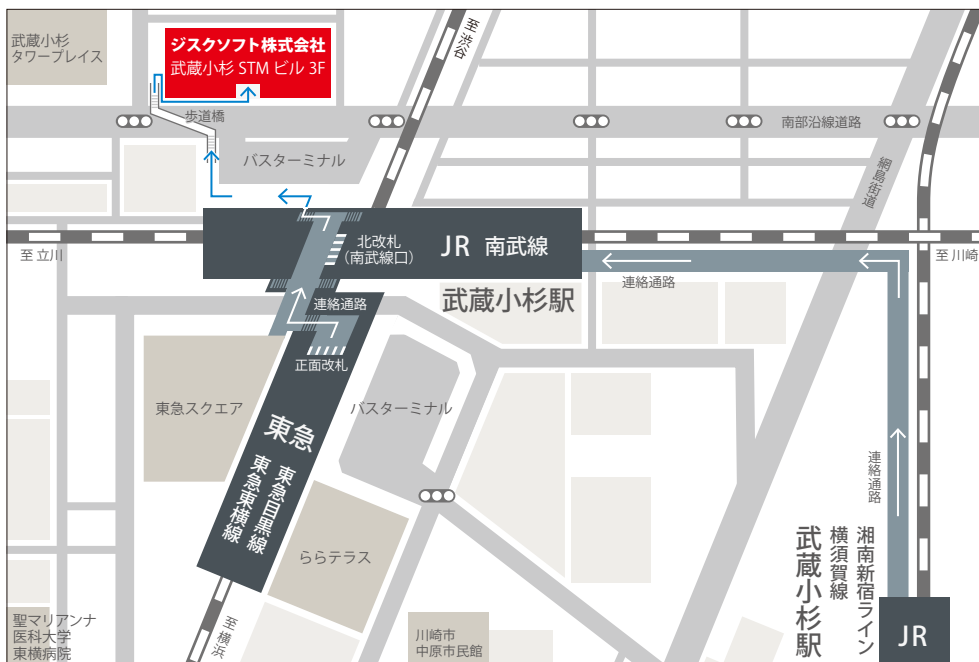 武蔵小杉
タワープレイス
ジスクソフト株式会社
武蔵小杉 STM ビル 3F
至 渋谷
歩道橋
南部沿線道路
バスターミナル
網島街道
北改札
（南武線口）
JR 南武線
至 立川
至 川崎
連絡通路
連絡通路
武蔵小杉駅
正面改札
東急スクエア
バスターミナル
東急
東急目黒線
東急東横線
連絡通路
ららテラス
湘南新宿ライン
横須賀線
武蔵小杉駅
聖マリアンナ
医科大学
東横病院
至 横浜
川崎市
中原市民館
JR